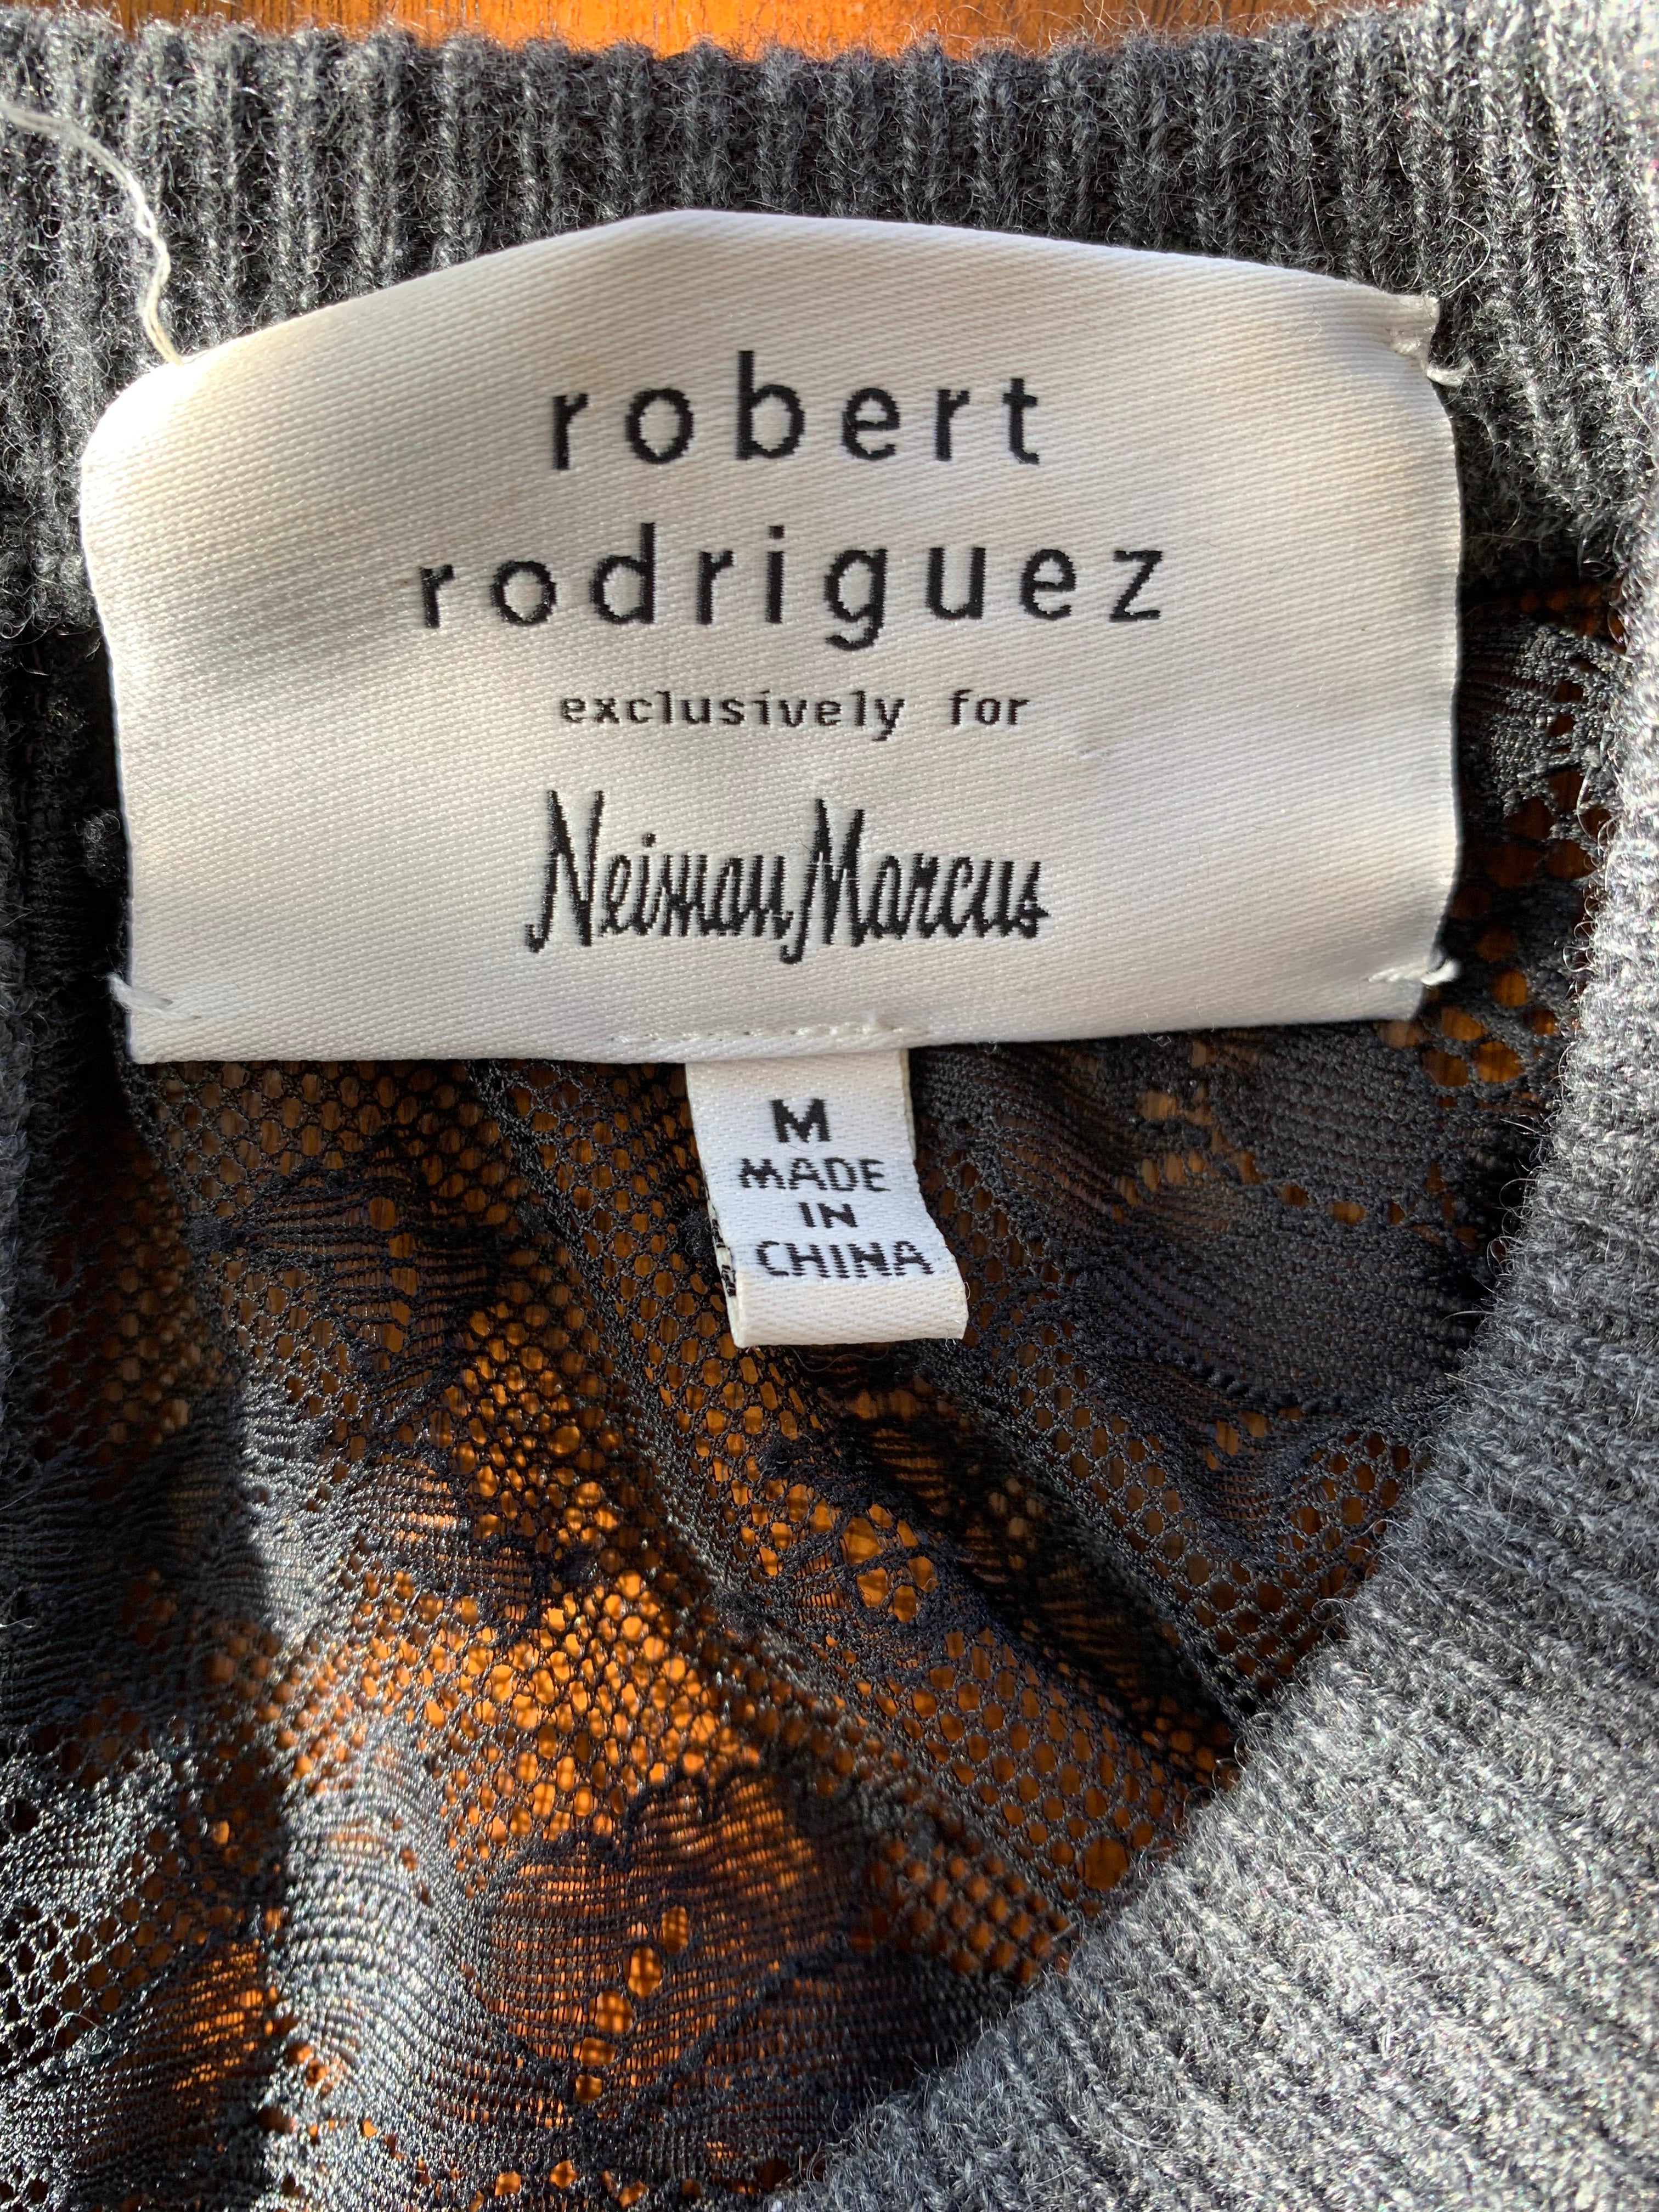 robert
rodriguez
exclusively for
Neiman Marcus
M
MADE
IN
CHINA